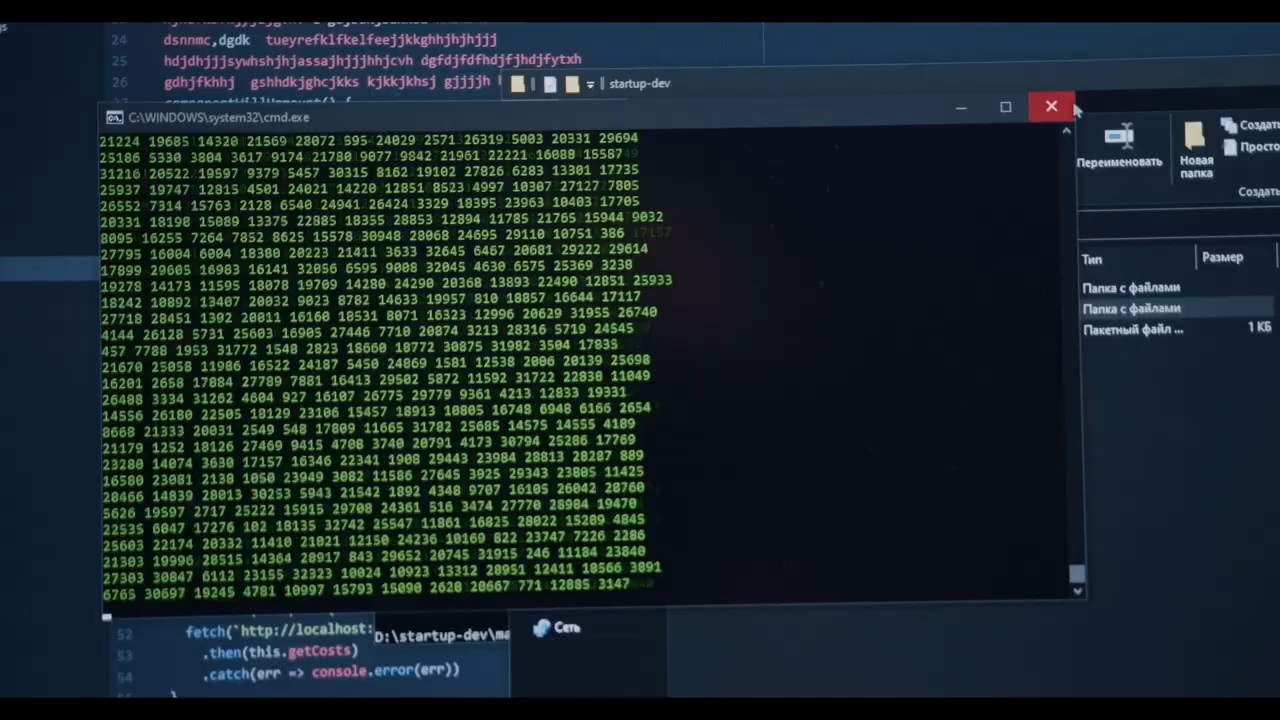 24 dsnnmc,dgdk tueyrefklfkelfeejjkkghhjhjhjjj
25 hdjdhjjjsywhshjhjassajhjjjhhjcvh dgfdjfdfhdjfjhdjfytxh
26 gdhjfkhhj gshhdkjghcjkks kjkkjkhsj gjjjjh
startup-dev
C:\WINDOWS\system32\cmd.exe
21224 19685 14320 21569 28072 595 24029 2571 26319 5003 20331 29694
25186 5330 3804 3617 9174 21780 9077 9842 21961 22221 16088 15587
31216 20522 19597 9379 5457 30315 8162 19102 27826 6283 13301 17735
25937 19747 12815 4501 24021 14220 12851 8523 4997 10307 27127 7805
26552 7314 15763 2128 6540 24941 26424 3329 18395 23963 10403 17705
20331 18198 15089 13375 22885 18355 28853 12894 11785 21765 15944 9032
8095 16255 7264 7852 8625 15578 30948 28068 24695 29110 10751 386 17157
27795 16004 6004 18380 20223 21411 3633 32645 6467 20681 29222 29614
17899 29605 16983 16141 32056 6595 9008 32045 4630 6575 25369 3238
19278 14173 11595 18078 19709 14280 24290 20368 13893 22490 12851 25933
18242 10892 13407 20032 9023 8782 14633 19957 810 18857 16644 17117
27718 28451 1392 20011 16160 18531 8071 16323 12996 20629 31955 26740
4144 26128 5731 25603 16905 27446 7710 20874 3213 28316 5719 24545
457 7788 1953 31772 1540 2823 18660 18772 30875 31982 3504 17835
21670 25058 11986 16522 24187 5450 24869 1581 12538 2006 20139 25698
16201 2658 17884 27789 7881 16413 29502 5872 11592 31722 22838 11049
26488 3334 31262 4604 927 16107 26775 29779 9361 4213 12833 19331
14556 26180 22505 18129 23106 15457 18913 10805 16748 6948 6166 2654
8668 21333 20031 2549 548 17809 11665 31782 25685 14575 14555 4189
21179 1252 18126 27469 9415 4708 3740 20791 4173 30794 25286 17769
23280 14074 3630 17157 16346 22341 1908 29443 23984 28813 28287 889
16580 23081 2138 1050 23949 3082 11586 27645 3925 29343 23805 11425
28466 14839 28013 30253 5943 21542 1892 4348 9707 16105 26042 28760
5626 19597 2717 25222 15915 29708 24361 516 3474 27770 28984 19470
22535 6047 17276 102 18135 32742 25547 11861 16825 28022 15289 4845
25603 22174 20332 11410 21021 12150 24236 10169 822 23747 7226 2286
21303 19996 28515 14364 28917 843 29652 20745 31915 246 11184 23840
27303 30847 6112 23155 32323 10024 10923 13312 28951 12411 18566 3891
6765 30697 19245 4781 10997 15793 15090 2628 20667 771 12885 3147
Переименовать
Новая
папка
Создать
Просто
Создать
Тип Размер
Папка с файлами
Папка с файлами
Пакетный файл ... 1 КБ
52 fetch(`http://localhost:
53 .then(this.getCosts)
54 .catch(err => console.error(err))
D:\startup-dev\ma
Сеть